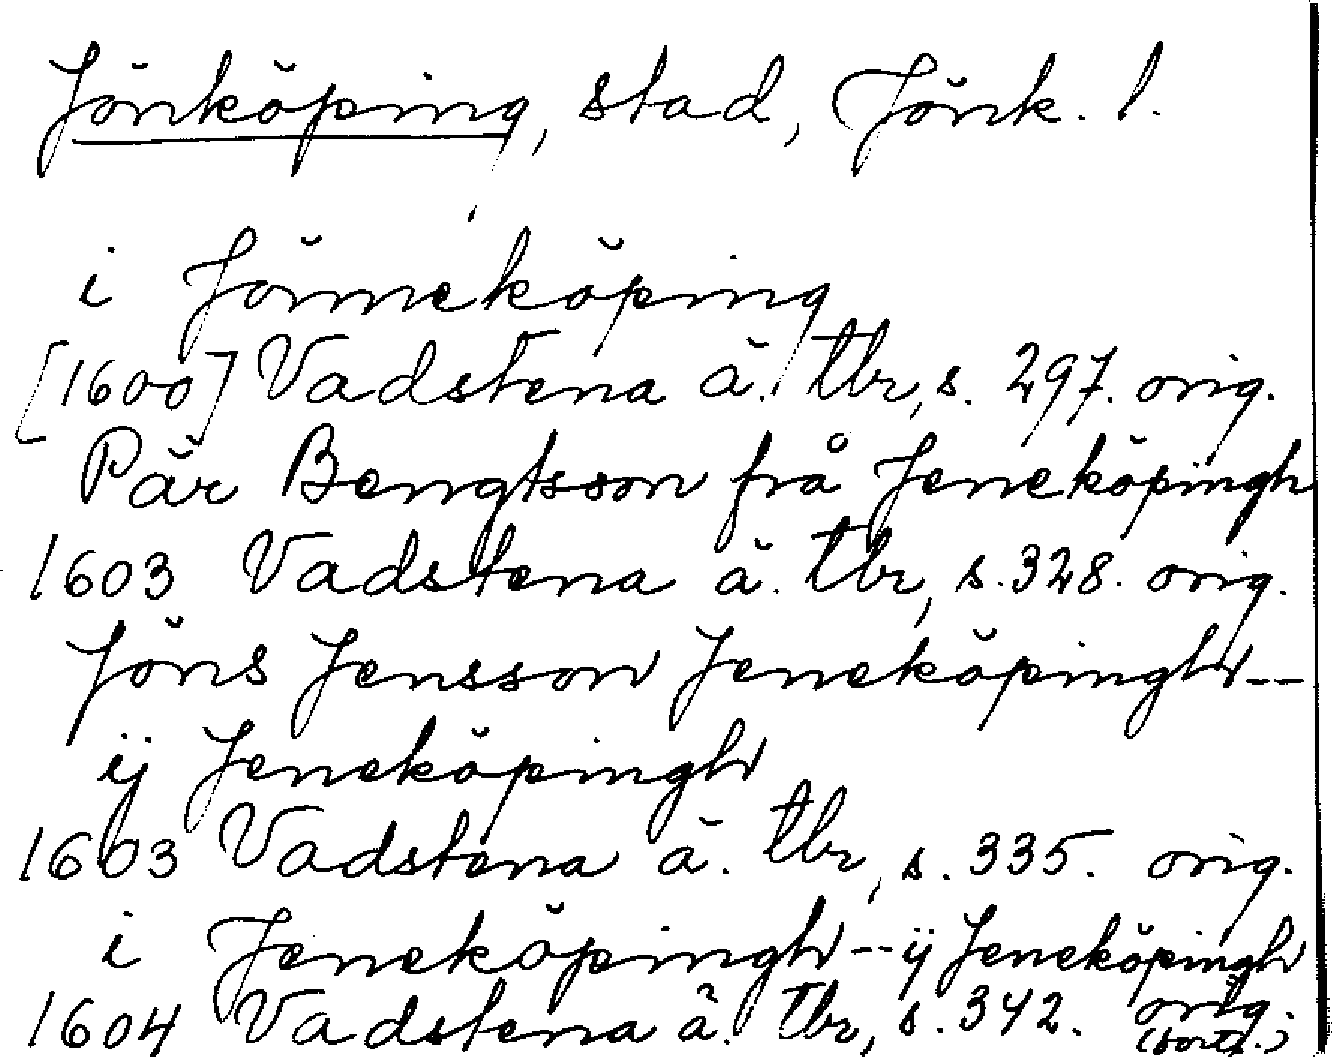 Jönköping, stad, Jönk. l.
i Jönneköping
[1600] Vadstena ä. tbr, s. 297. orig.
Pär Bengtsson frå Jeneköpingh
1603 Vadstena ä. tbr, s. 328. orig.
Jöns Jensson Jeneköpingh--
ij Jeneköpingh
1603 Vadstena ä. tbr, s. 335. orig.
i Jeneköpingh--ij Jeneköpingh
1604 Vadstena ä. tbr, s. 342. orig.
(forts.)